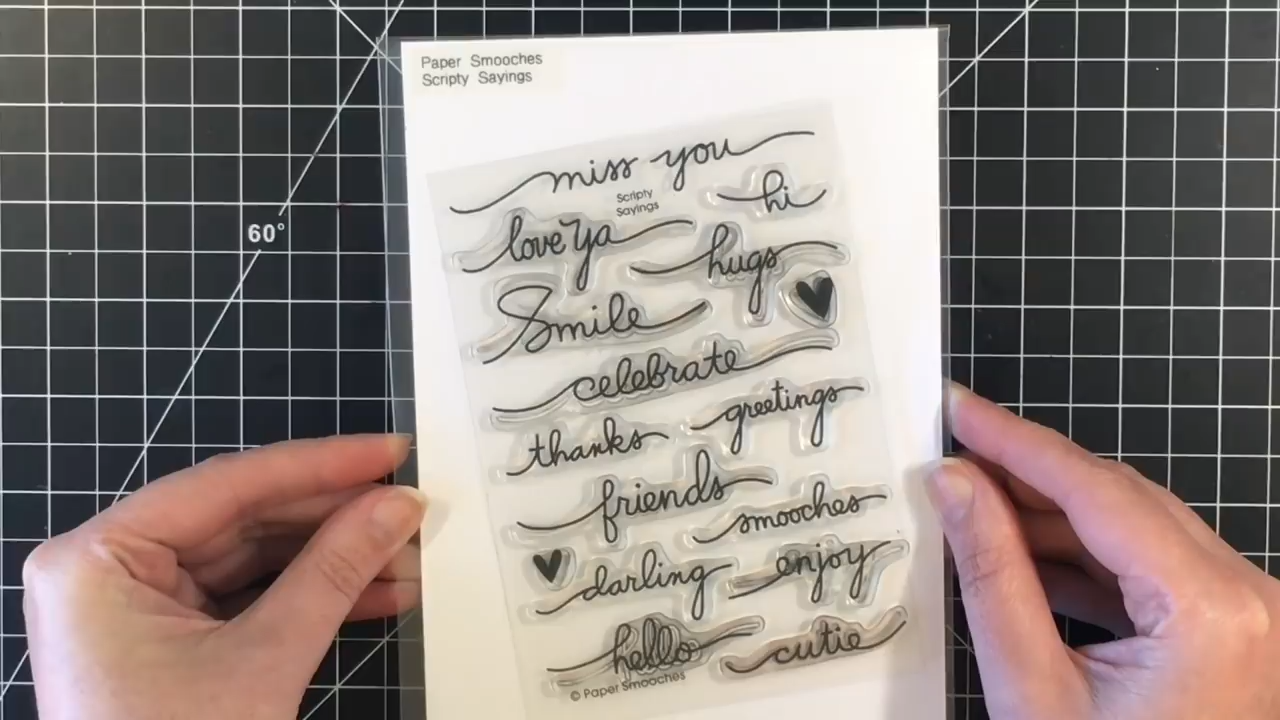 Paper Smooches
Scripty Sayings
miss you
Scripty
Sayings
hi
love ya
hugs
Smile
celebrate
greetings
thanks
friends
smooches
darling
enjoy
hello
cutie
© Paper Smooches
60°